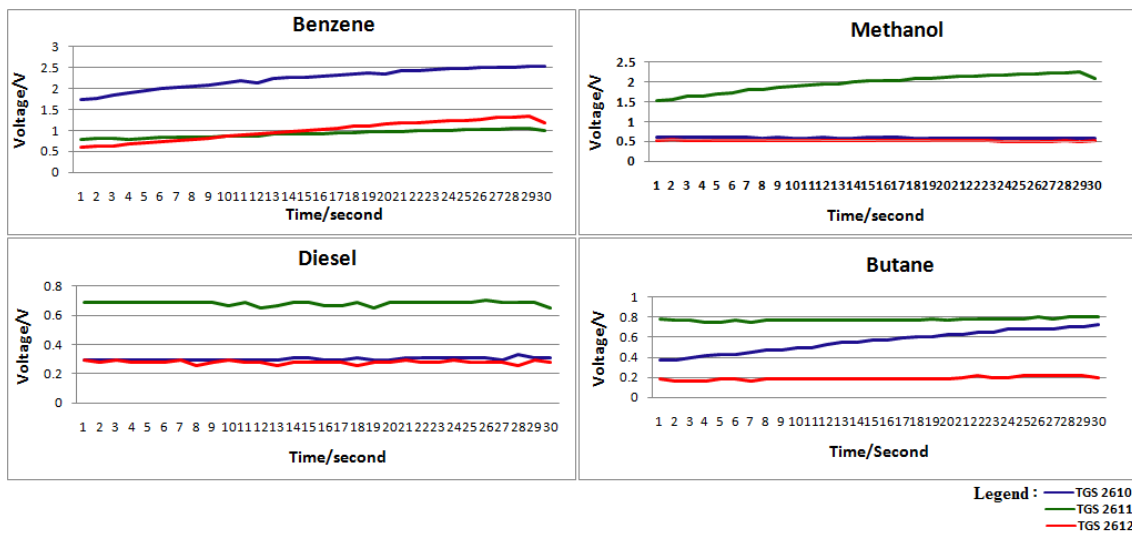 Benzene
Voltage/V
3
2.5
2
1.5
1
0.5
0
1 2 3 4 5 6 7 8 9 10 11 12 13 14 15 16 17 18 19 20 21 22 23 24 25 26 27 28 29 30
Time/second
Methanol
Voltage/V
2.5
2
1.5
1
0.5
0
1 2 3 4 5 6 7 8 9 10 11 12 13 14 15 16 17 18 19 20 21 22 23 24 25 26 27 28 29 30
Time/second
Diesel
Voltage/V
0.8
0.6
0.4
0.2
0
1 2 3 4 5 6 7 8 9 10 11 12 13 14 15 16 17 18 19 20 21 22 23 24 25 26 27 28 29 30
Time/second
Butane
Voltage/V
1
0.8
0.6
0.4
0.2
0
1 2 3 4 5 6 7 8 9 10 11 12 13 14 15 16 17 18 19 20 21 22 23 24 25 26 27 28 29 30
Time/Second
Legend : TGS 2610
TGS 2611
TGS 2612